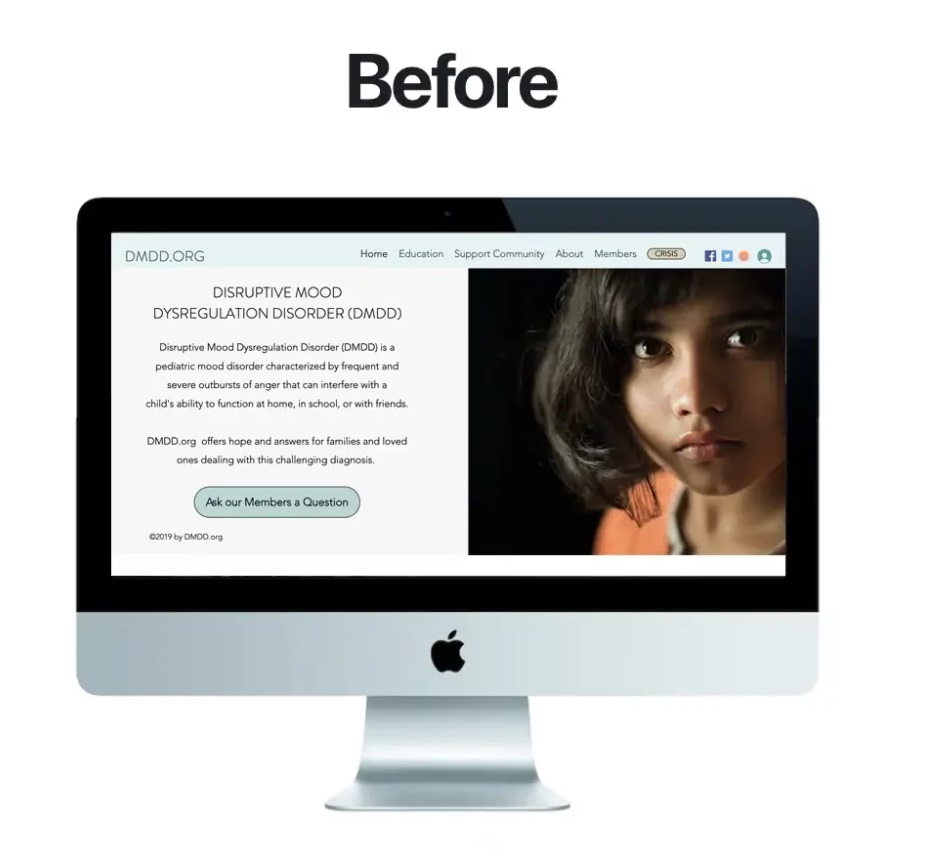 Before
DMDD.ORG
Home Education Support Community About Members CRISIS
DISRUPTIVE MOOD
DYSREGULATION DISORDER (DMDD)
Disruptive Mood Dysregulation Disorder (DMDD) is a
pediatric mood disorder characterized by frequent and
severe outbursts of anger that can interfere with a
child's ability to function at home, in school, or with friends.
DMDD.org offers hope and answers for families and loved
ones dealing with this challenging diagnosis.
Ask our Members a Question
©2019 by DMDD.org.